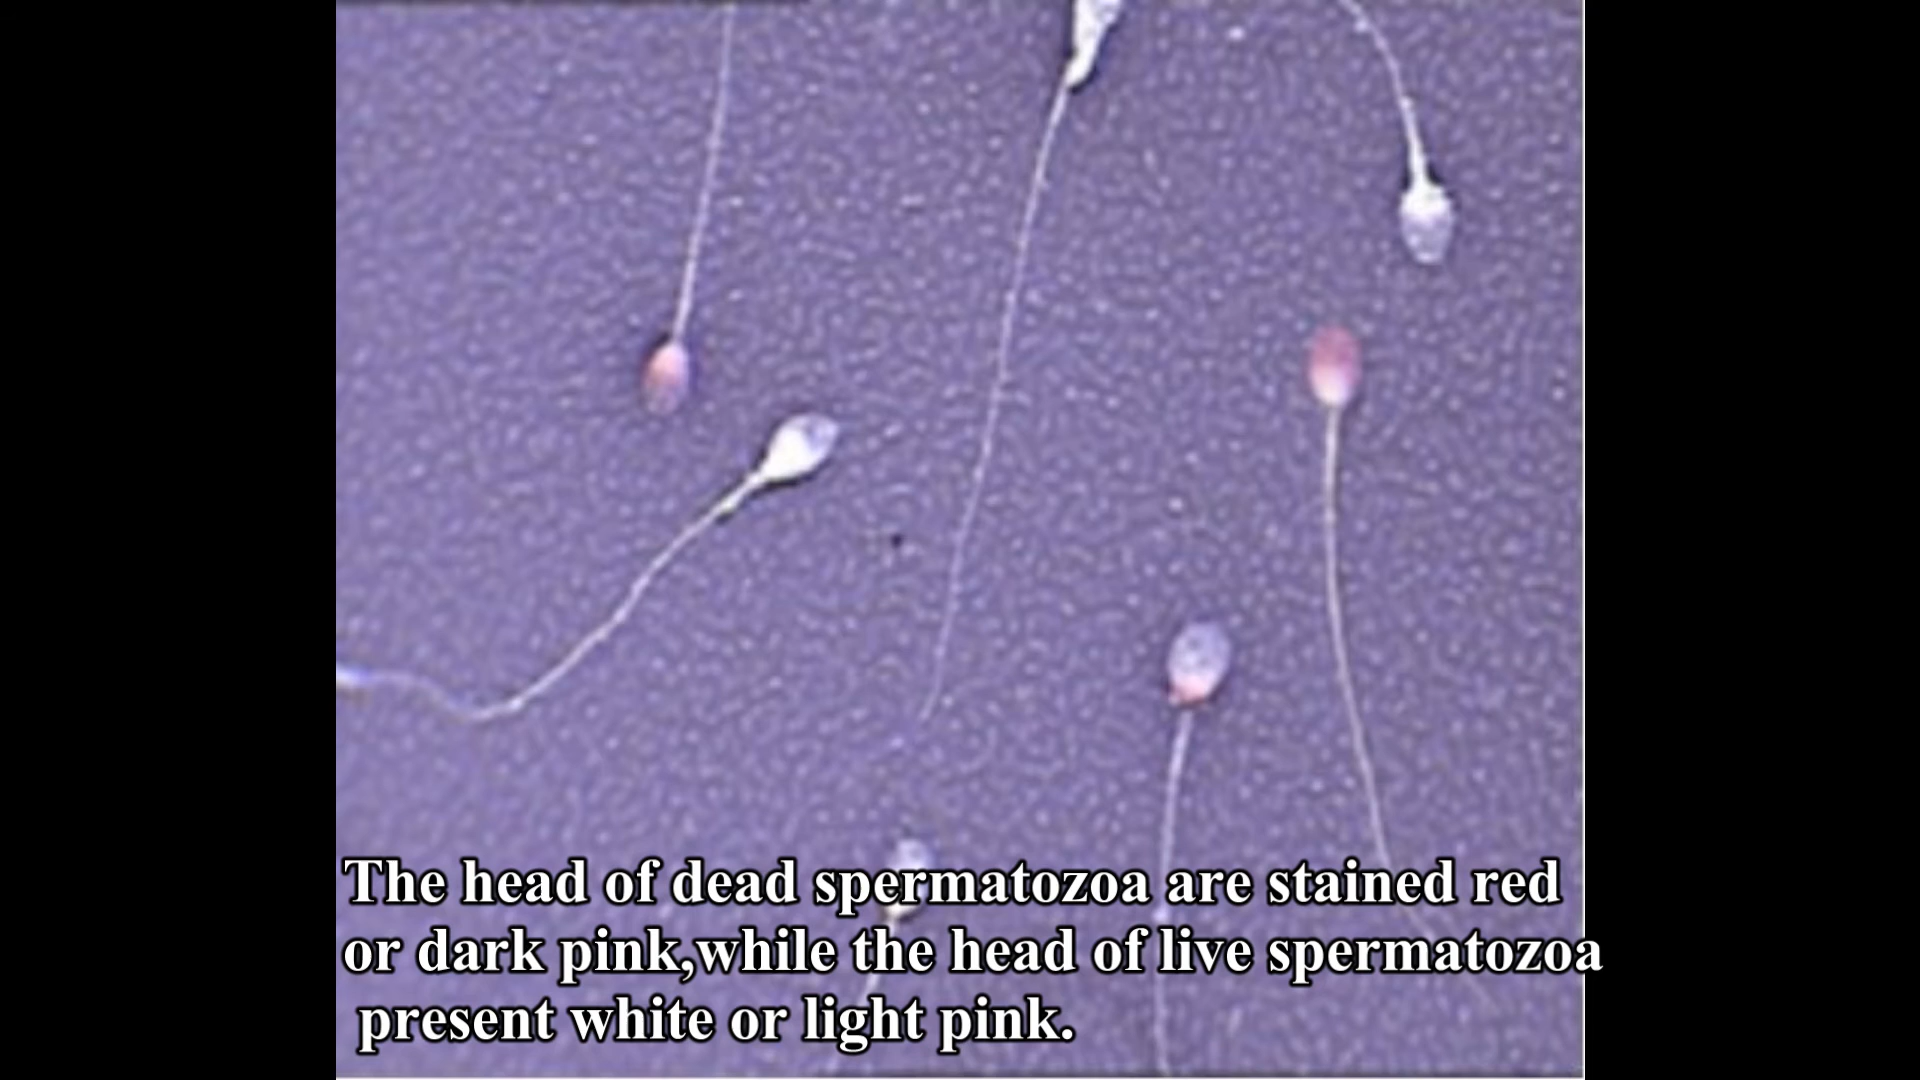 The head of dead spermatozoa are stained red
or dark pink,while the head of live spermatozoa
present white or light pink.